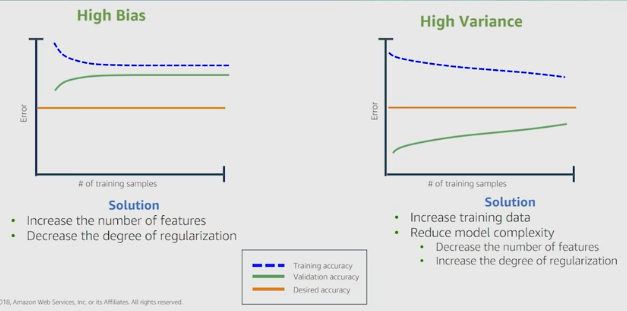 High Bias
Error
# of training samples
Solution
• Increase the number of features
• Decrease the degree of regularization
High Variance
Error
# of training samples
Solution
• Increase training data
• Reduce model complexity
• Decrease the number of features
• Increase the degree of regularization
Training accuracy
Validation accuracy
Desired accuracy
018, Amazon Web Services, Inc. or its Affiliates. All rights reserved.